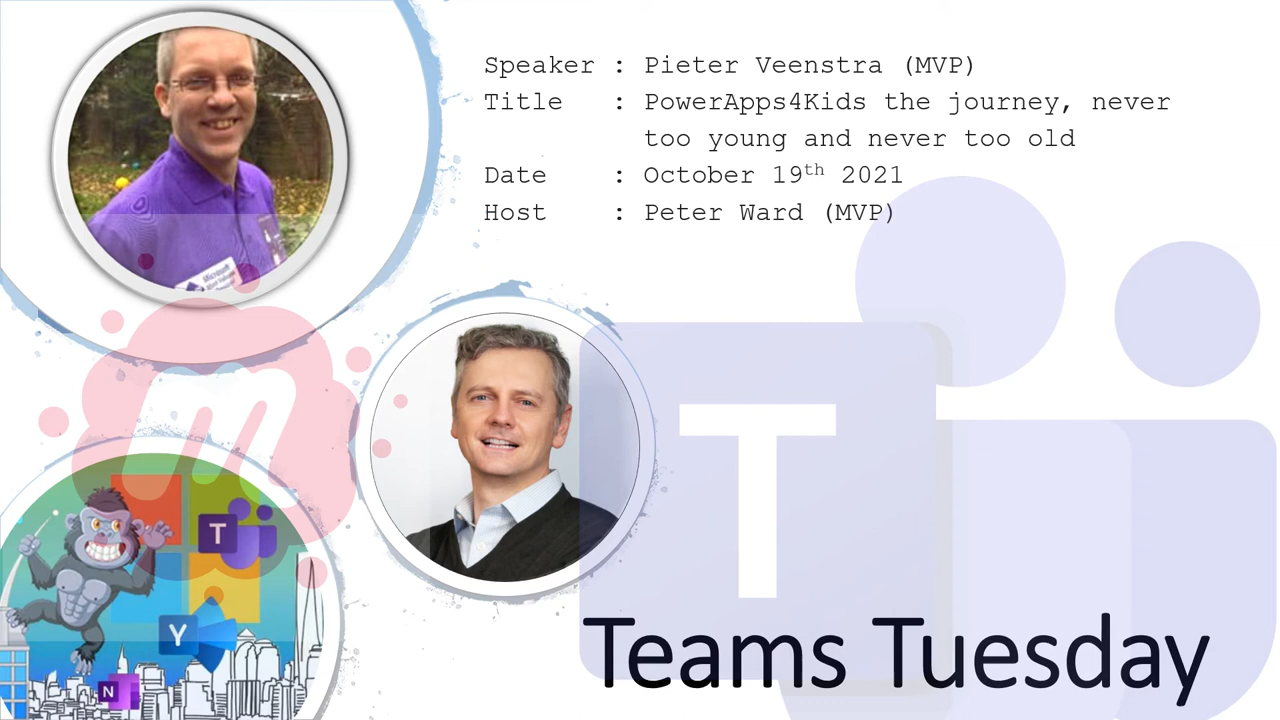 Speaker : Pieter Veenstra (MVP)
Title : PowerApps4Kids the journey, never
too young and never too old
Date : October 19th 2021
Host : Peter Ward (MVP)
Microsoft
m
T
T
Y
N
Teams Tuesday